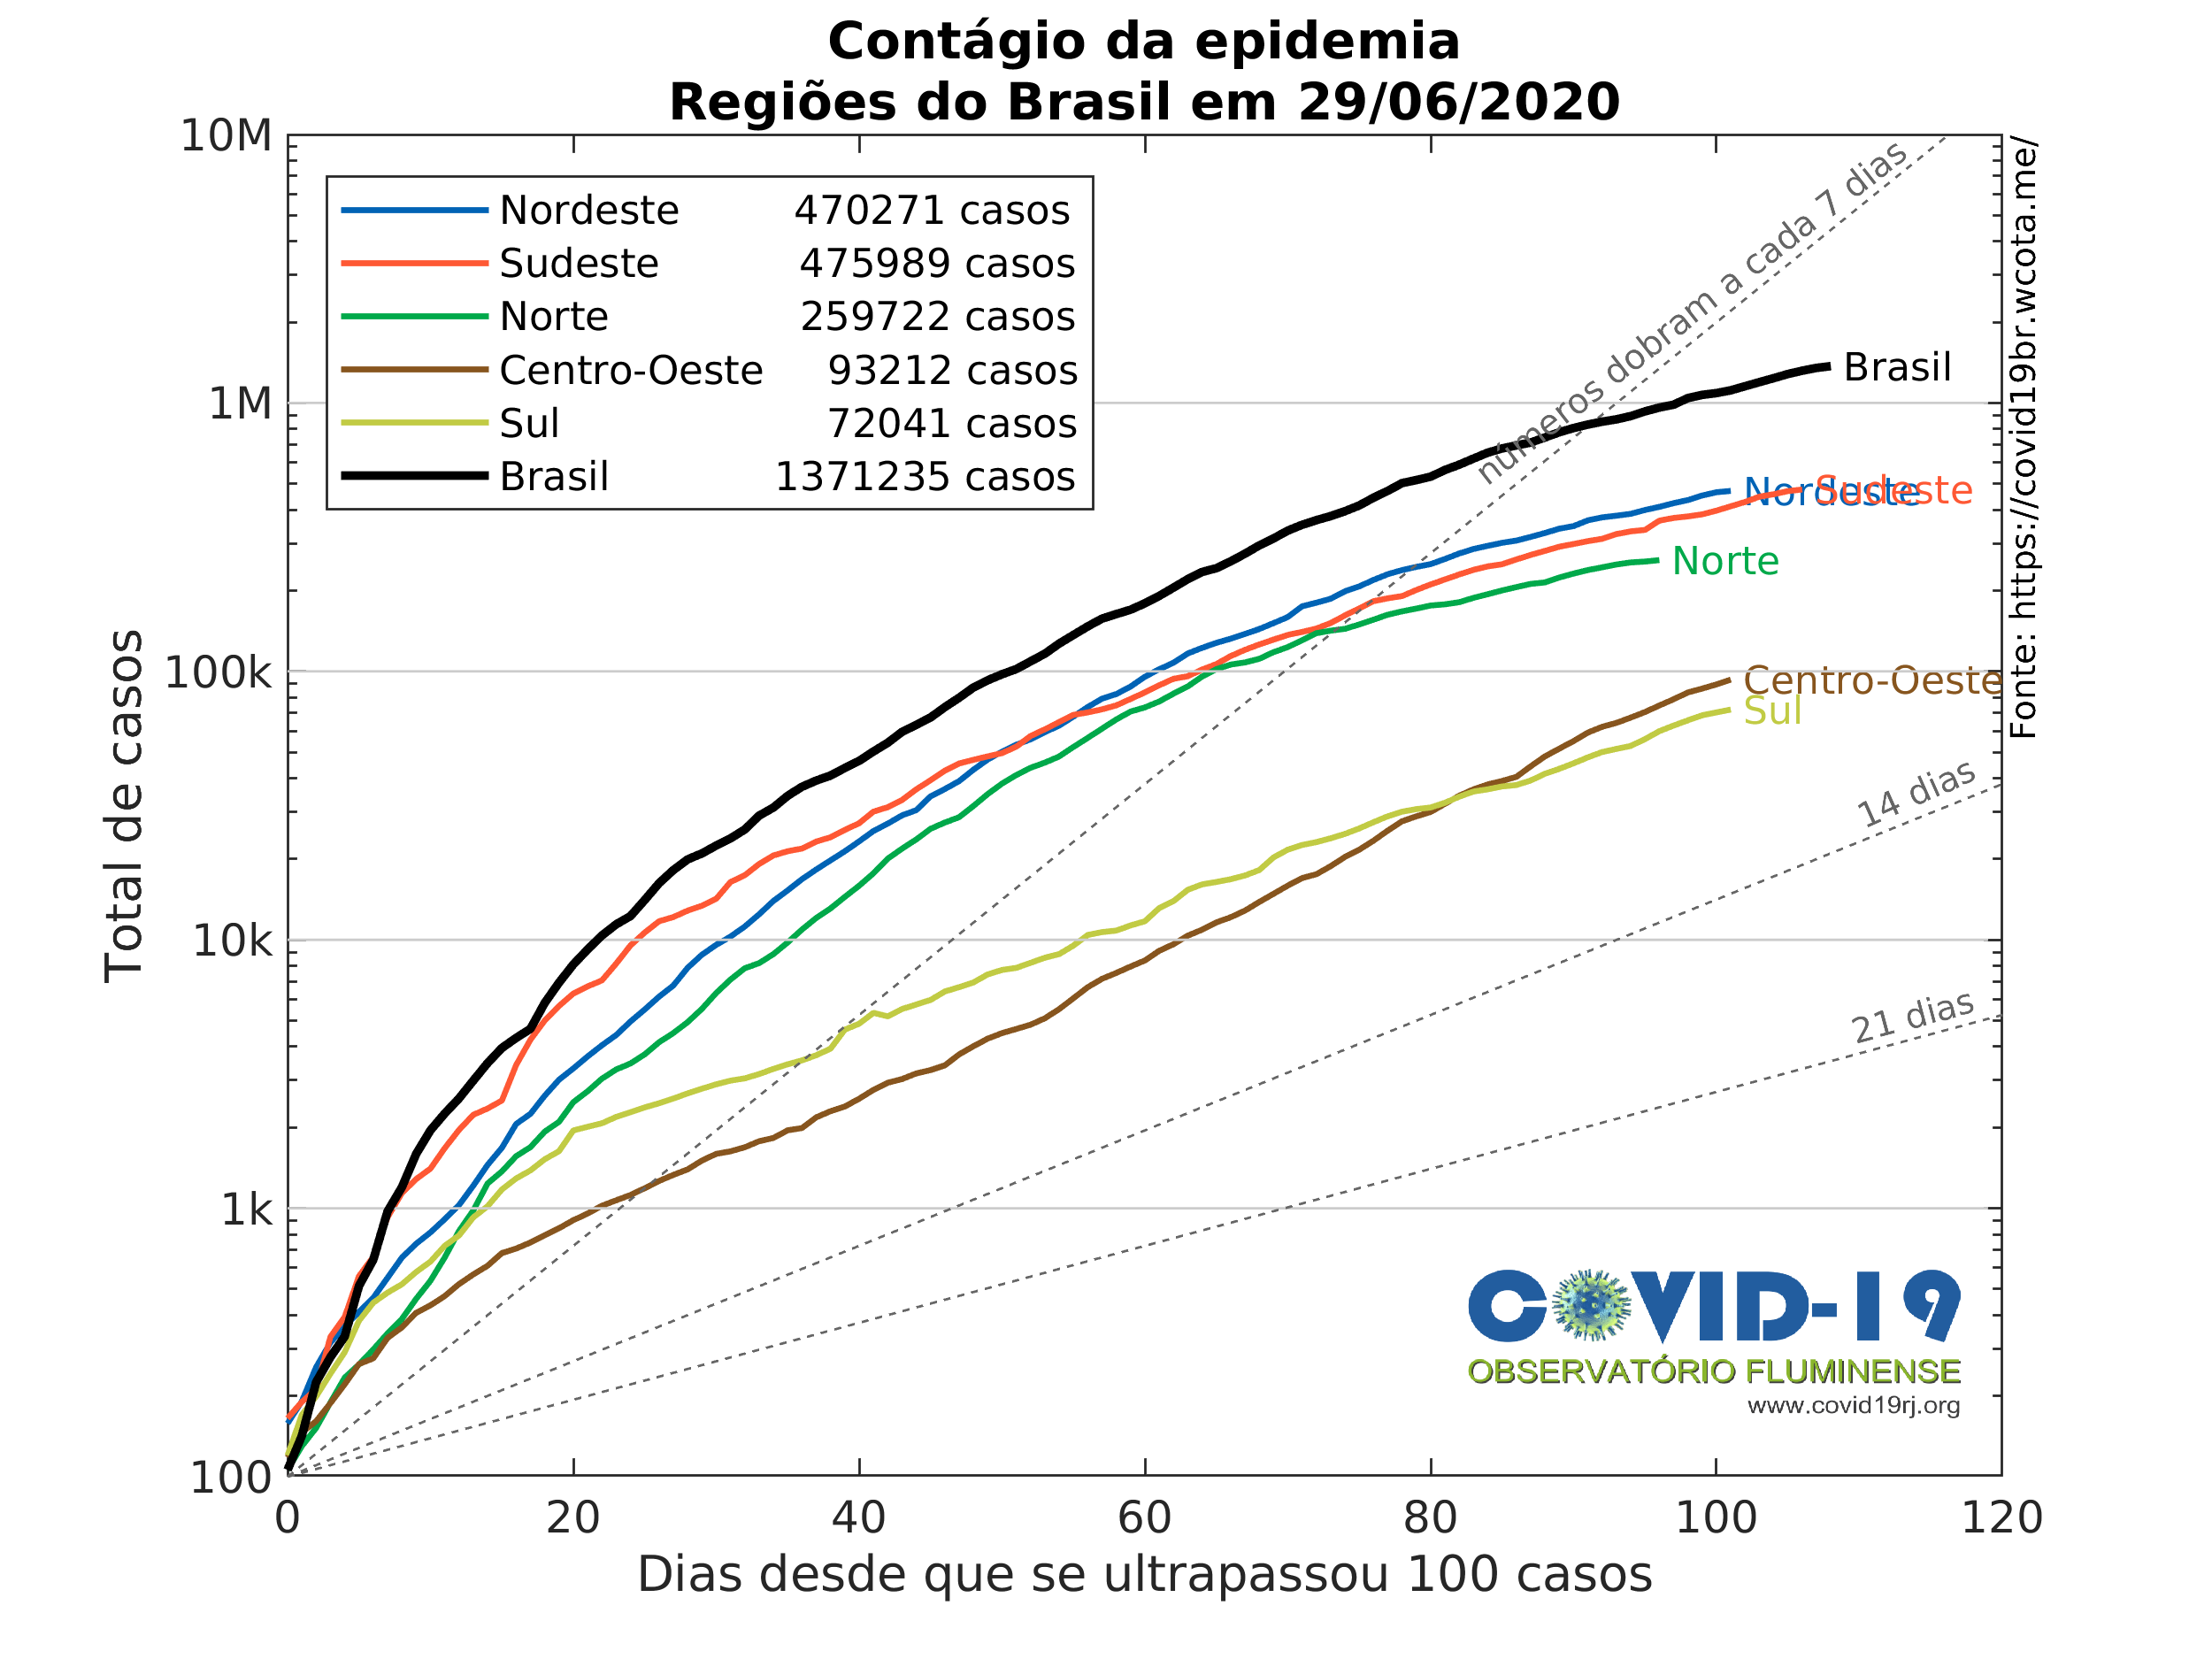 Contágio da epidemia
Regiões do Brasil em 29/06/2020
10M
1M
100k
10k
1k
100
Total de casos
Nordeste 470271 casos
Sudeste 475989 casos
Norte 259722 casos
Centro-Oeste 93212 casos
Sul 72041 casos
Brasil 1371235 casos
números dobram a cada 7 dias
Brasil
Nordeste
Sudeste
Norte
Centro-Oeste
Sul
14 dias
21 dias
Fonte: https://covid19br.wcota.me/
COVID-19
OBSERVATÓRIO FLUMINENSE
www.covid19rj.org
0 20 40 60 80 100 120
Dias desde que se ultrapassou 100 casos